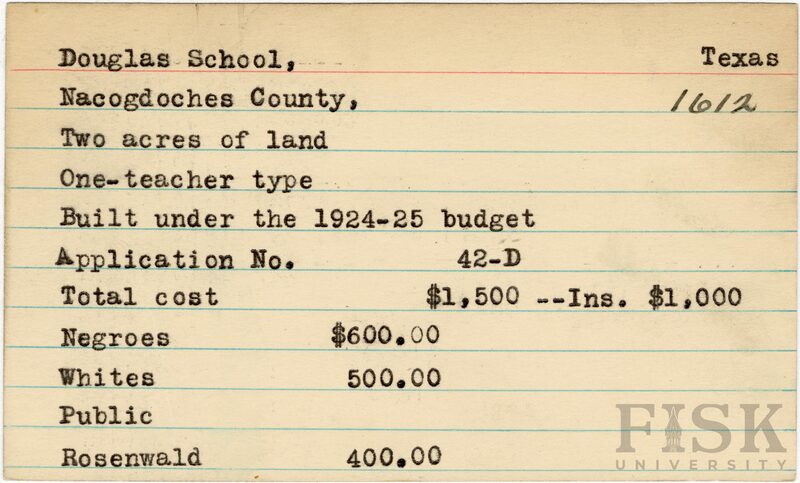 Douglas School, Texas
Nacogdoches County, 1612
Two acres of land
One-teacher type
Built under the 1924-25 budget
Application No. 42-D
Total cost $1,500 --Ins. $1,000
Negroes $600.00
Whites 500.00
Public
Rosenwald 400.00
FISK
UNIVERSITY